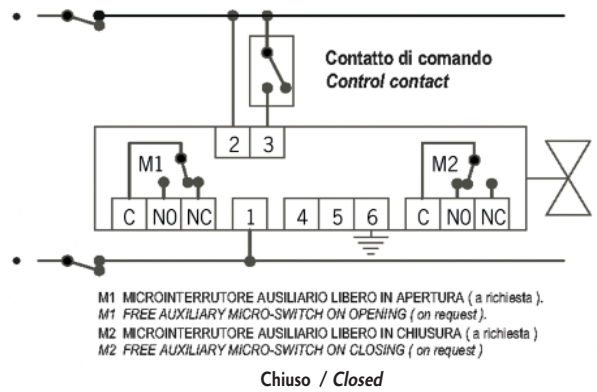 Contatto di comando
Control contact
2 3
M1 M2
C NO NC 1 4 5 6 C NO NC
M1 MICROINTERRUTORE AUSILIARIO LIBERO IN APERTURA ( a richiesta ).
M1 FREE AUXILIARY MICRO-SWITCH ON OPENING ( on request ).
M2 MICROINTERRUTORE AUSILIARIO LIBERO IN CHIUSURA ( a richiesta )
M2 FREE AUXILIARY MICRO-SWITCH ON CLOSING ( on request )
Chiuso / Closed